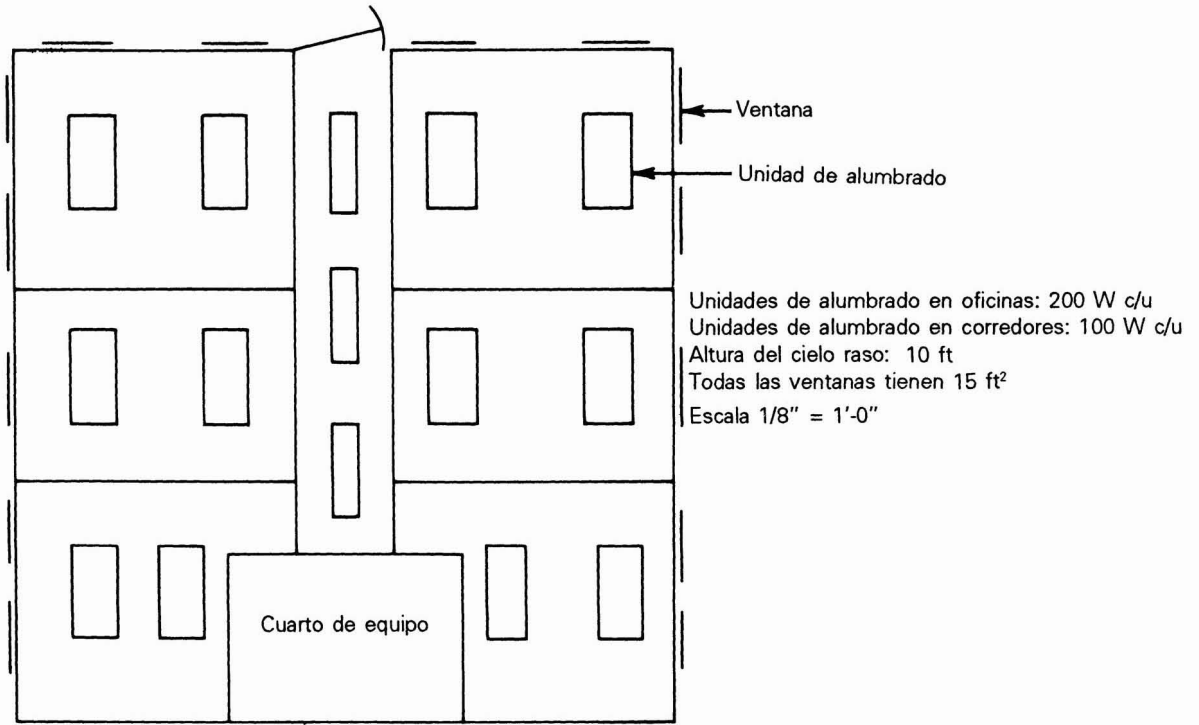 Ventana
Unidad de alumbrado
Unidades de alumbrado en oficinas: 200 W c/u
Unidades de alumbrado en corredores: 100 W c/u
Altura del cielo raso: 10 ft
Todas las ventanas tienen 15 ft²
Escala 1/8" = 1'-0"
Cuarto de equipo